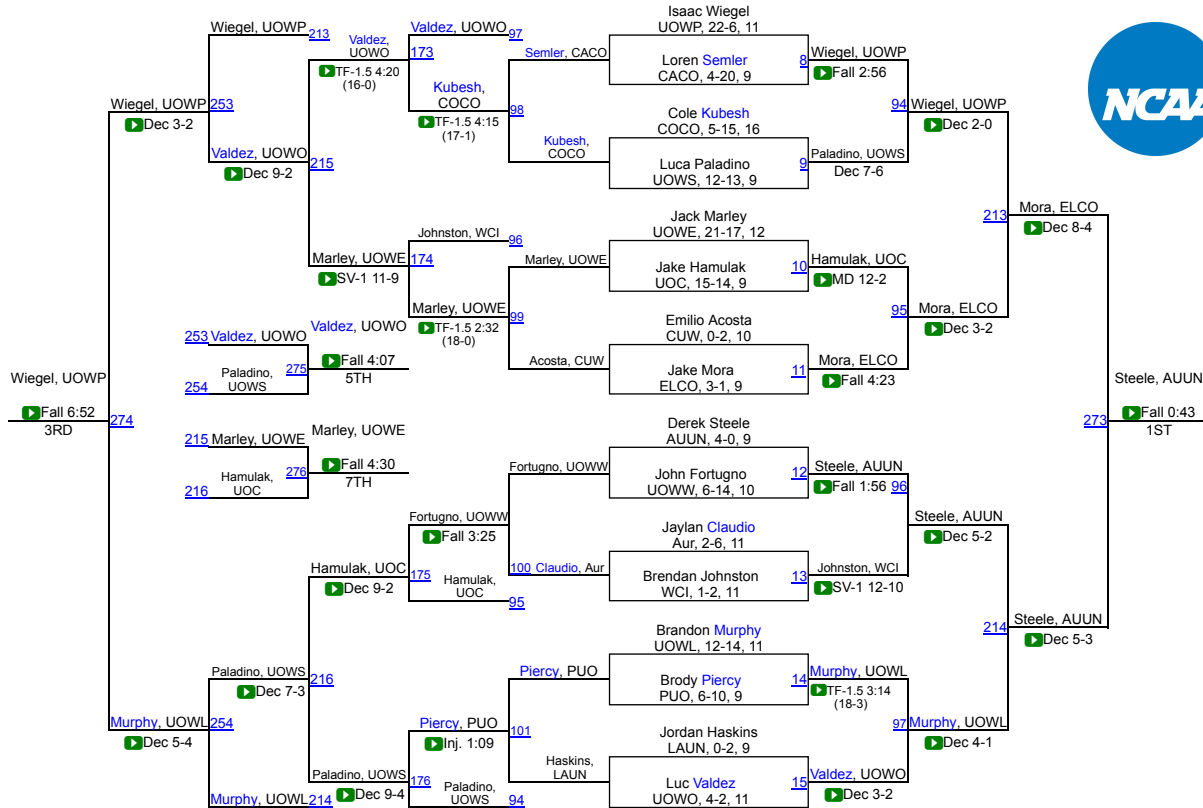 Isaac Wiegel
UOWP, 22-6, 11
Wiegel, UOWP
213
Valdez,
UOWO
TF-1.5 4:20
(16-0)
Valdez, UOWO
97
173
Semler, CACO
Loren Semler
CACO, 4-20, 9
8
Wiegel, UOWP
Fall 2:56
NCAA
Wiegel, UOWP
253
Dec 3-2
Kubesh,
COCO
98
TF-1.5 4:15
(17-1)
Cole Kubesh
COCO, 5-15, 16
94
Wiegel, UOWP
Dec 2-0
Valdez, UOWO
215
Dec 9-2
Kubesh,
COCO
Luca Paladino
UOWS, 12-13, 9
9
Paladino, UOWS
Dec 7-6
Jack Marley
UOWE, 21-17, 12
213
Mora, ELCO
Dec 8-4
Johnston, WCI
96
Marley, UOWE
174
SV-1 11-9
Marley, UOWE
Jake Hamulak
UOC, 15-14, 9
10
Hamulak, UOC
MD 12-2
Marley, UOWE
99
TF-1.5 2:32
(18-0)
Emilio Acosta
CUW, 0-2, 10
95
Mora, ELCO
Dec 3-2
253
Valdez, UOWO
Valdez, UOWO
Paladino,
UOWS
275
254
Fall 4:07
5TH
Acosta, CUW
Jake Mora
ELCO, 3-1, 9
11
Mora, ELCO
Fall 4:23
Wiegel, UOWP
Fall 6:52
3RD
274
Steele, AUUN
273
Fall 0:43
1ST
215
Marley, UOWE
Marley, UOWE
Hamulak,
UOC
276
216
Fall 4:30
7TH
Derek Steele
AUUN, 4-0, 9
Fortugno, UOWW
John Fortugno
UOWW, 6-14, 10
12
Steele, AUUN
Fall 1:56
96
Fortugno, UOWW
Fall 3:25
Jaylan Claudio
Aur, 2-6, 11
Steele, AUUN
Dec 5-2
Hamulak, UOC
175
Dec 9-2
Hamulak,
UOC
95
100
Claudio, Aur
Brendan Johnston
WCI, 1-2, 11
13
Johnston, WCI
SV-1 12-10
Brandon Murphy
UOWL, 12-14, 11
214
Steele, AUUN
Dec 5-3
Paladino, UOWS
216
Dec 7-3
Piercy, PUO
Brody Piercy
PUO, 6-10, 9
14
Murphy, UOWL
TF-1.5 3:14
(18-3)
Murphy, UOWL
254
Dec 5-4
Piercy, PUO
101
Inj. 1:09
Jordan Haskins
LAUN, 0-2, 9
97
Murphy, UOWL
Dec 4-1
Paladino, UOWS
176
Dec 9-4
Haskins,
LAUN
Luc Valdez
UOWO, 4-2, 11
15
Valdez, UOWO
Dec 3-2
Murphy, UOWL
214
Paladino,
UOWS
94